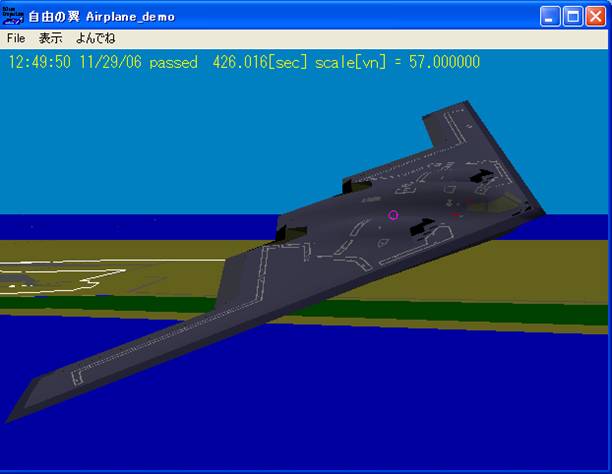 自由の翼 Airplane_demo
File 表示 よんでね
12:49:50 11/29/06 passed 426.016[sec] scale[vn] = 57.000000